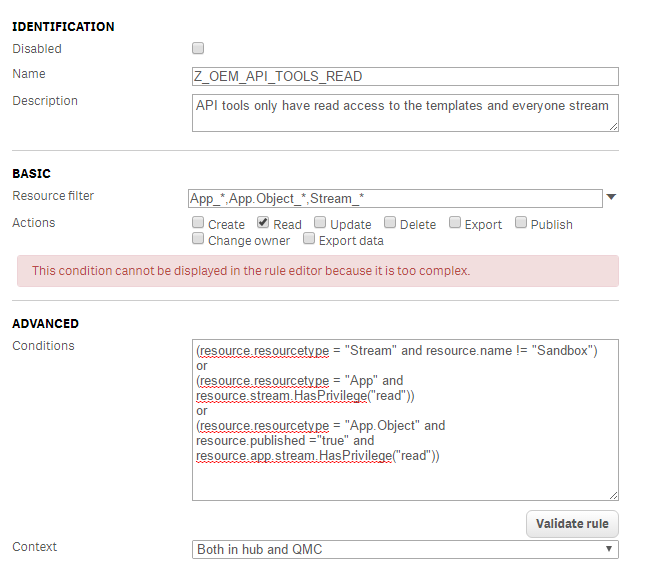 IDENTIFICATION
Disabled
Name
Z_OEM_API_TOOLS_READ
Description
API tools only have read access to the templates and everyone stream
BASIC
Resource filter
App_*,App.Object_*,Stream_*
Actions
Create Read Update Delete Export Publish
Change owner Export data
This condition cannot be displayed in the rule editor because it is too complex.
ADVANCED
Conditions
(resource.resourcetype = "Stream" and resource.name != "Sandbox")
or
(resource.resourcetype = "App" and
resource.stream.HasPrivilege("read"))
or
(resource.resourcetype = "App.Object" and
resource.published ="true" and
resource.app.stream.HasPrivilege("read"))
Validate rule
Context
Both in hub and QMC